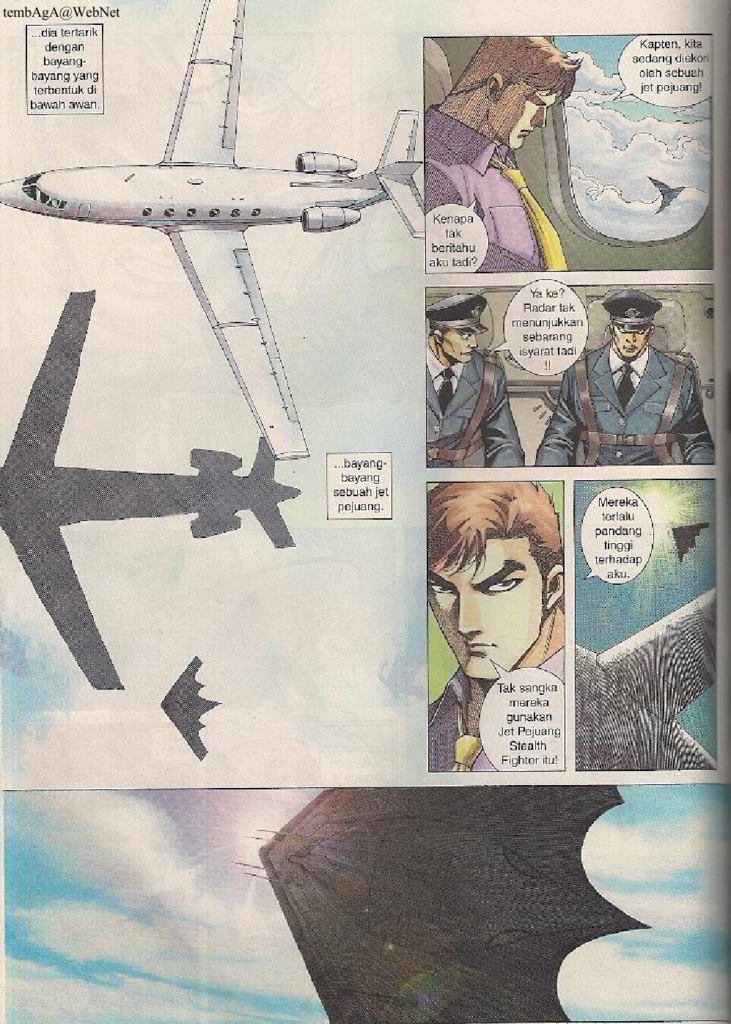 tembAgA@WebNet
...dia tertarik
dengan
bayang-
bayang yang
terbentuk di
bawah awan.
...bayang-
bayang
sebuah jet
pejuang.
Kapten, kita
sedang diekori
oleh sebuah
jet pejuang!
Kenapa
tak
beritahu
aku tadi?
Ya ke?
Radar tak
menunjukkan
sebarang
isyarat tadi
!!
Tak sangka
mereka
gunakan
Jet Pejuang
Stealth
Fighter itu!
Mereka
terlalu
pandang
tinggi
terhadap
aku.